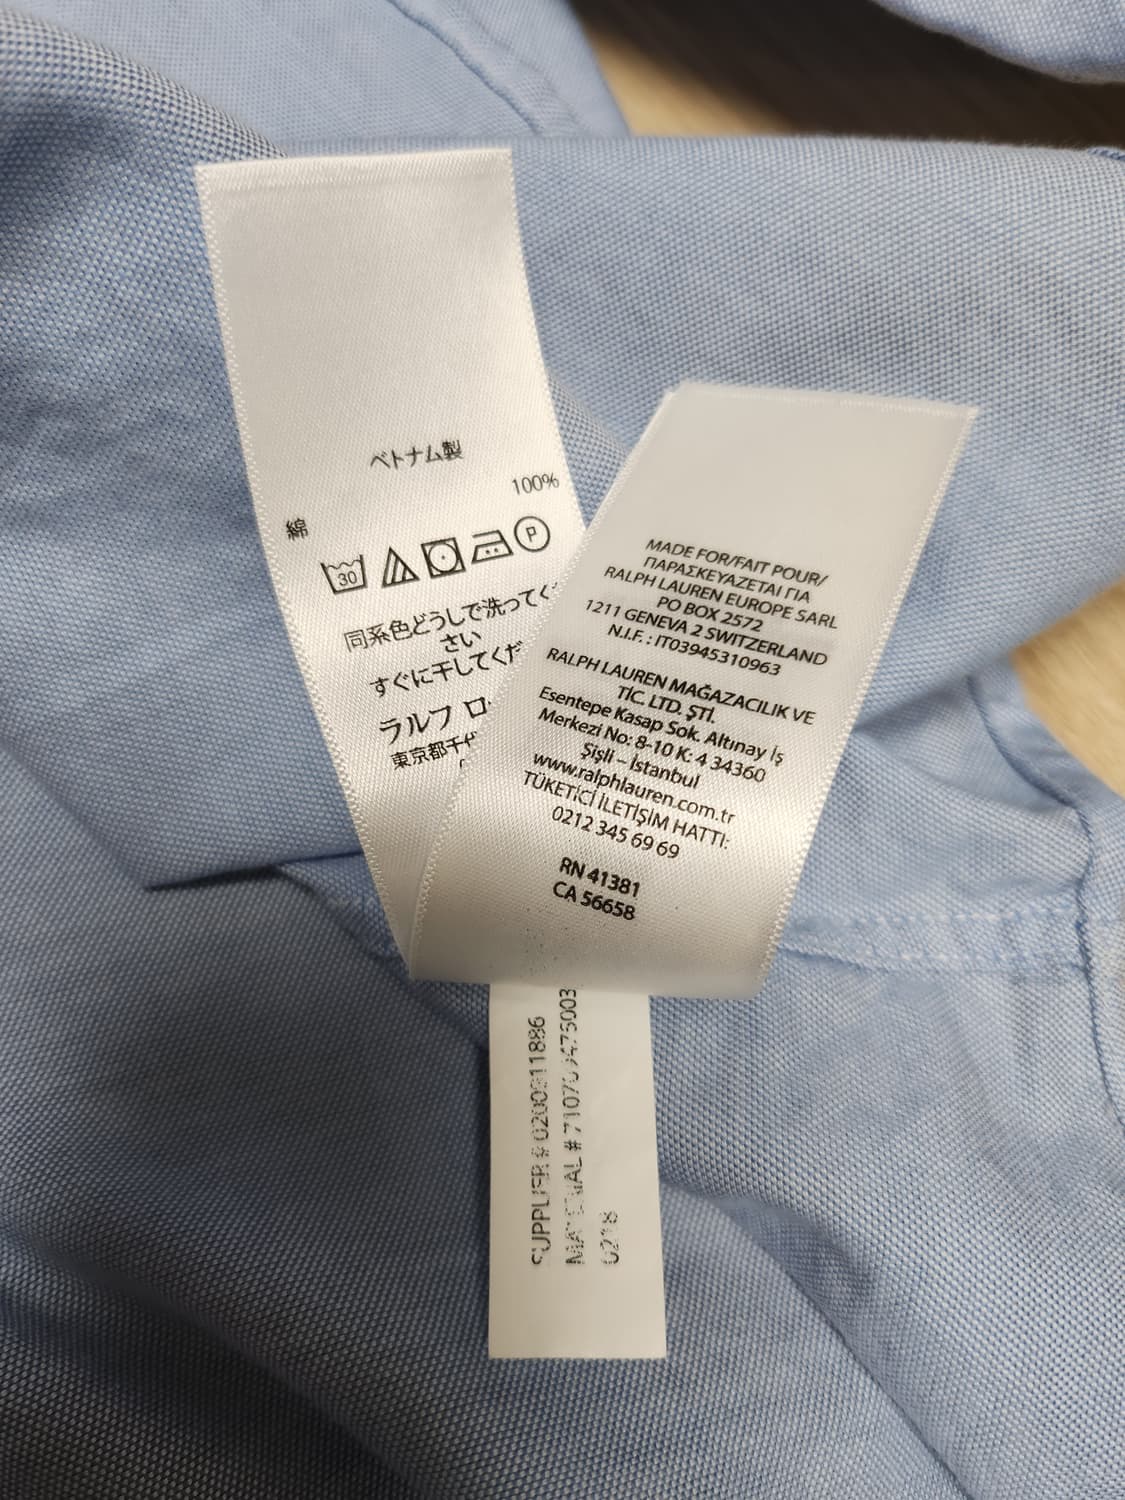 ベトナム製
綿 100%
30 P
同系色どうしで洗ってく
さい
すぐに干してくだ
ラルフ ロ
東京都千代
MADE FOR/FAIT POUR/
ΠΑΡΑΣΚΕΥΑΖΕΤΑΙ ΓΙΑ
RALPH LAUREN EUROPE SARL
PO BOX 2572
1211 GENEVA 2 SWITZERLAND
N.I.F. : IT03945310963
RALPH LAUREN MAĞAZACILIK VE
TİC. LTD. ŞTİ.
Esentepe Kasap Sok. Altınay İş
Merkezi No: 8-10 K: 4 34360
Şişli – İstanbul
www.ralphlauren.com.tr
TÜKETİCİ İLETİŞİM HATTI:
0212 345 69 69
RN 41381
CA 56658
SUPPLIER #
MATERIAL #
0218